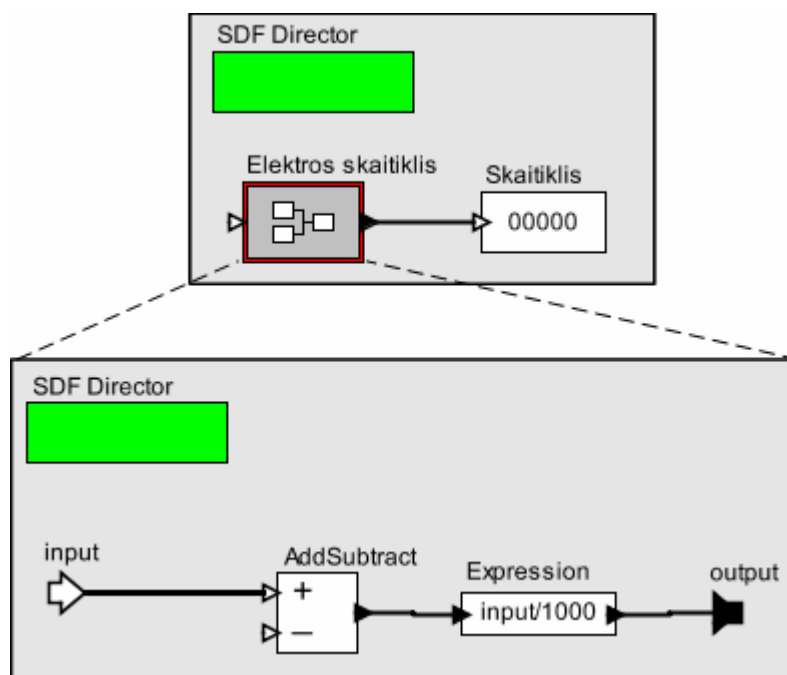 SDF Director
Elektros skaitiklis
Skaitiklis
00000
SDF Director
input
AddSubtract
+
–
Expression
input/1000
output